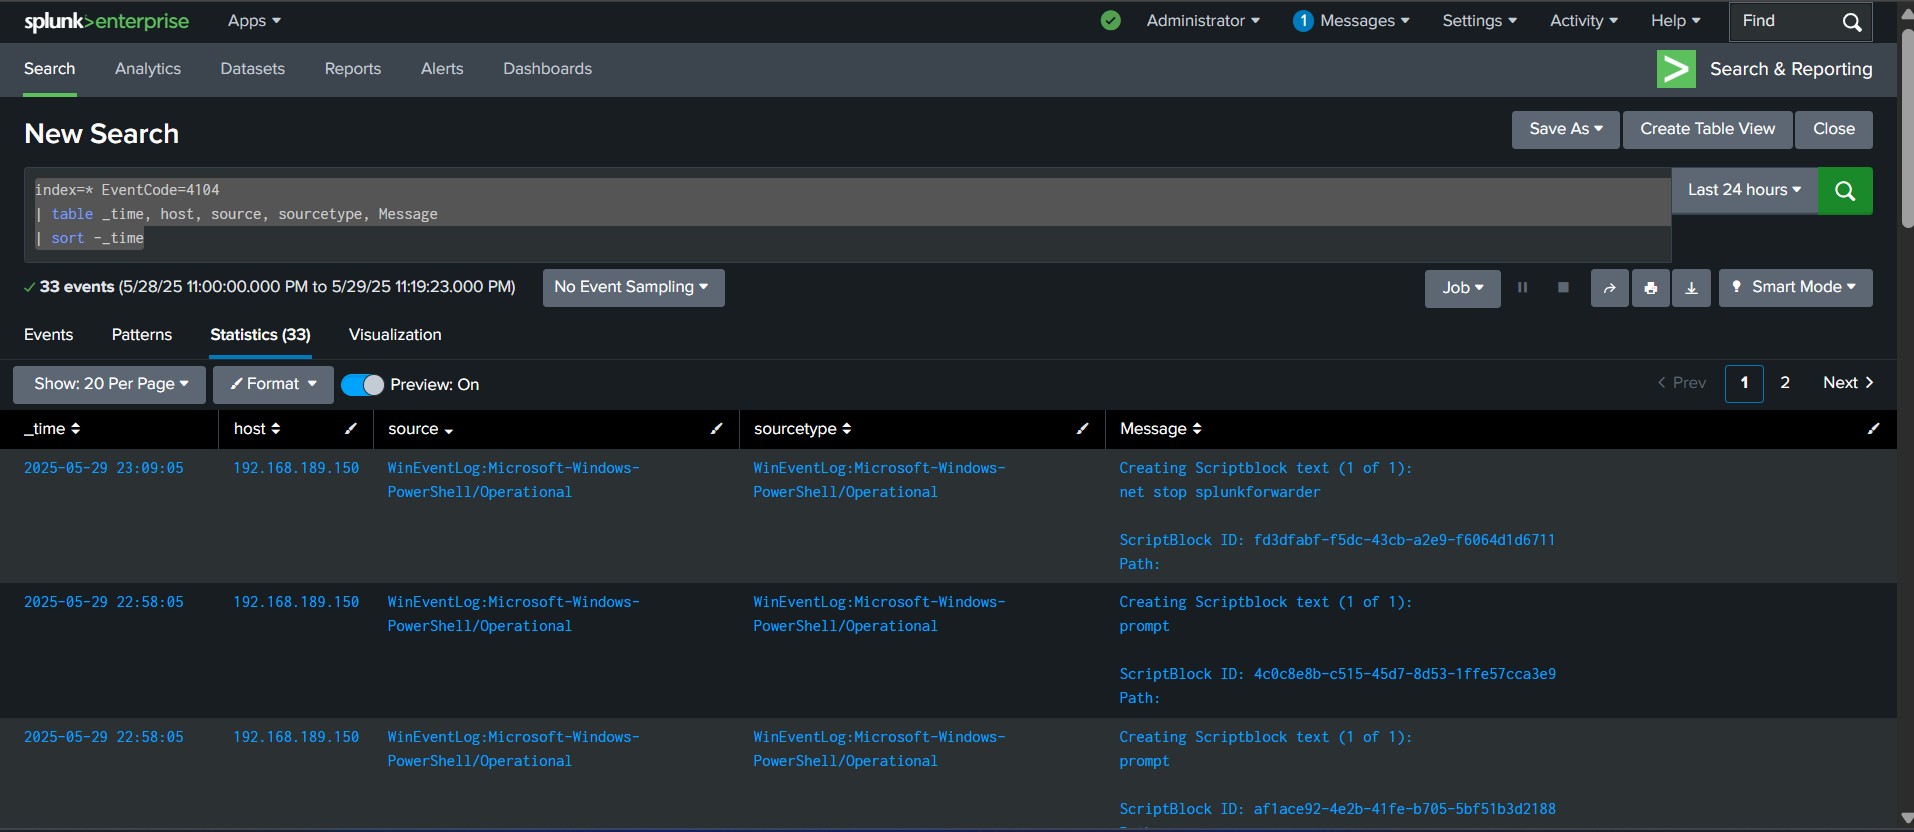 splunk>enterprise Apps Administrator 1 Messages Settings Activity Help Find
Search Analytics Datasets Reports Alerts Dashboards > Search & Reporting
New Search Save As Create Table View Close
index=* EventCode=4104 Last 24 hours
| table _time, host, source, sourcetype, Message
| sort -_time
33 events (5/28/25 11:00:00.000 PM to 5/29/25 11:19:23.000 PM) No Event Sampling Job Smart Mode
Events Patterns Statistics (33) Visualization
Show: 20 Per Page Format Preview: On < Prev 1 2 Next >
_time host source sourcetype Message
2025-05-29 23:09:05 192.168.189.150 WinEventLog:Microsoft-Windows- WinEventLog:Microsoft-Windows- Creating Scriptblock text (1 of 1):
PowerShell/Operational PowerShell/Operational net stop splunkforwarder
ScriptBlock ID: fd3dfabf-f5dc-43cb-a2e9-f6064d1d6711
Path:
2025-05-29 22:58:05 192.168.189.150 WinEventLog:Microsoft-Windows- WinEventLog:Microsoft-Windows- Creating Scriptblock text (1 of 1):
PowerShell/Operational PowerShell/Operational prompt
ScriptBlock ID: 4c0c8e8b-c515-45d7-8d53-1ffe57cca3e9
Path:
2025-05-29 22:58:05 192.168.189.150 WinEventLog:Microsoft-Windows- WinEventLog:Microsoft-Windows- Creating Scriptblock text (1 of 1):
PowerShell/Operational PowerShell/Operational prompt
ScriptBlock ID: af1ace92-4e2b-41fe-b705-5bf51b3d2188